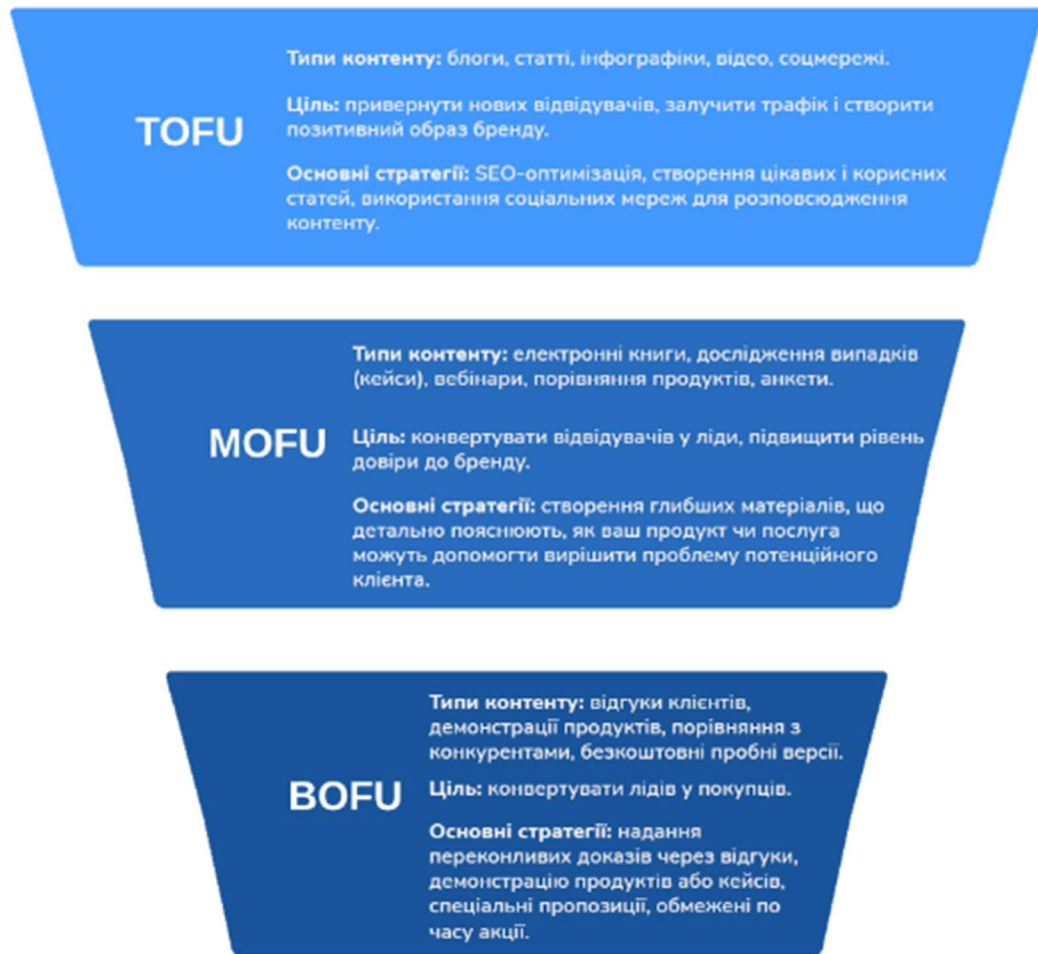 TOFU
Типи контенту: блоги, статті, інфографіки, відео, соцмережі.
Ціль: привернути нових відвідувачів, залучити трафік і створити
позитивний образ бренду.
Основні стратегії: SEO-оптимізація, створення цікавих і корисних
статей, використання соціальних мереж для розповсюдження
контенту.
MOFU
Типи контенту: електронні книги, дослідження випадків
(кейси), вебінари, порівняння продуктів, анкети.
Ціль: конвертувати відвідувачів у ліди, підвищити рівень
довіри до бренду.
Основні стратегії: створення глибших матеріалів, що
детально пояснюють, як ваш продукт чи послуга
можуть допомогти вирішити проблему потенційного
клієнта.
BOFU
Типи контенту: відгуки клієнтів,
демонстрації продуктів, порівняння з
конкурентами, безкоштовні пробні версії.
Ціль: конвертувати лідів у покупців.
Основні стратегії: надання
переконливих доказів через відгуки,
демонстрацію продуктів або кейсів,
спеціальні пропозиції, обмежені по
часу акції.